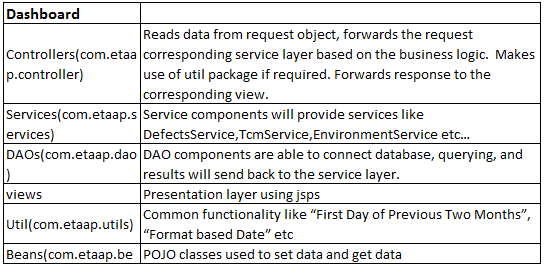 Dashboard
Reads data from request object, forwards the request
Controllers(com.etaa corresponding service layer based on the business logic.  Makes
p.controller) use of util package if required. Forwards response to the
corresponding view.
Services(com.etaap.s Service components will provide services like
ervices) DefectsService,TcmService,EnvironmentService etc…
DAOs(com.etaap.dao DAO components are able to connect database, querying, and
) results will send back to the service layer.
views Presentation layer using jsps
Util(com.etaap.utils) Common functionality like “First Day of Previous Two Months”,
“Format based Date” etc
Beans(com.etaap.be POJO classes used to set data and get data